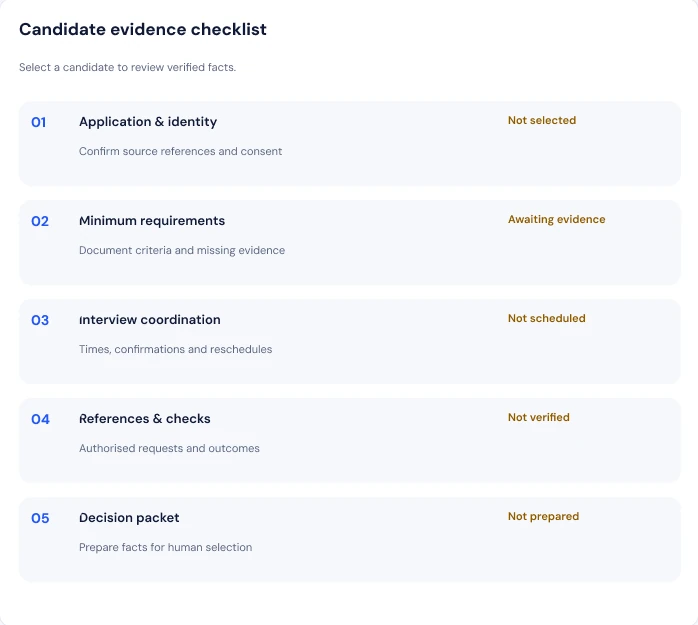 Candidate evidence checklist
Select a candidate to review verified facts.
01 Application & identity Not selected
Confirm source references and consent
02 Minimum requirements Awaiting evidence
Document criteria and missing evidence
03 Interview coordination Not scheduled
Times, confirmations and reschedules
04 References & checks Not verified
Authorised requests and outcomes
05 Decision packet Not prepared
Prepare facts for human selection